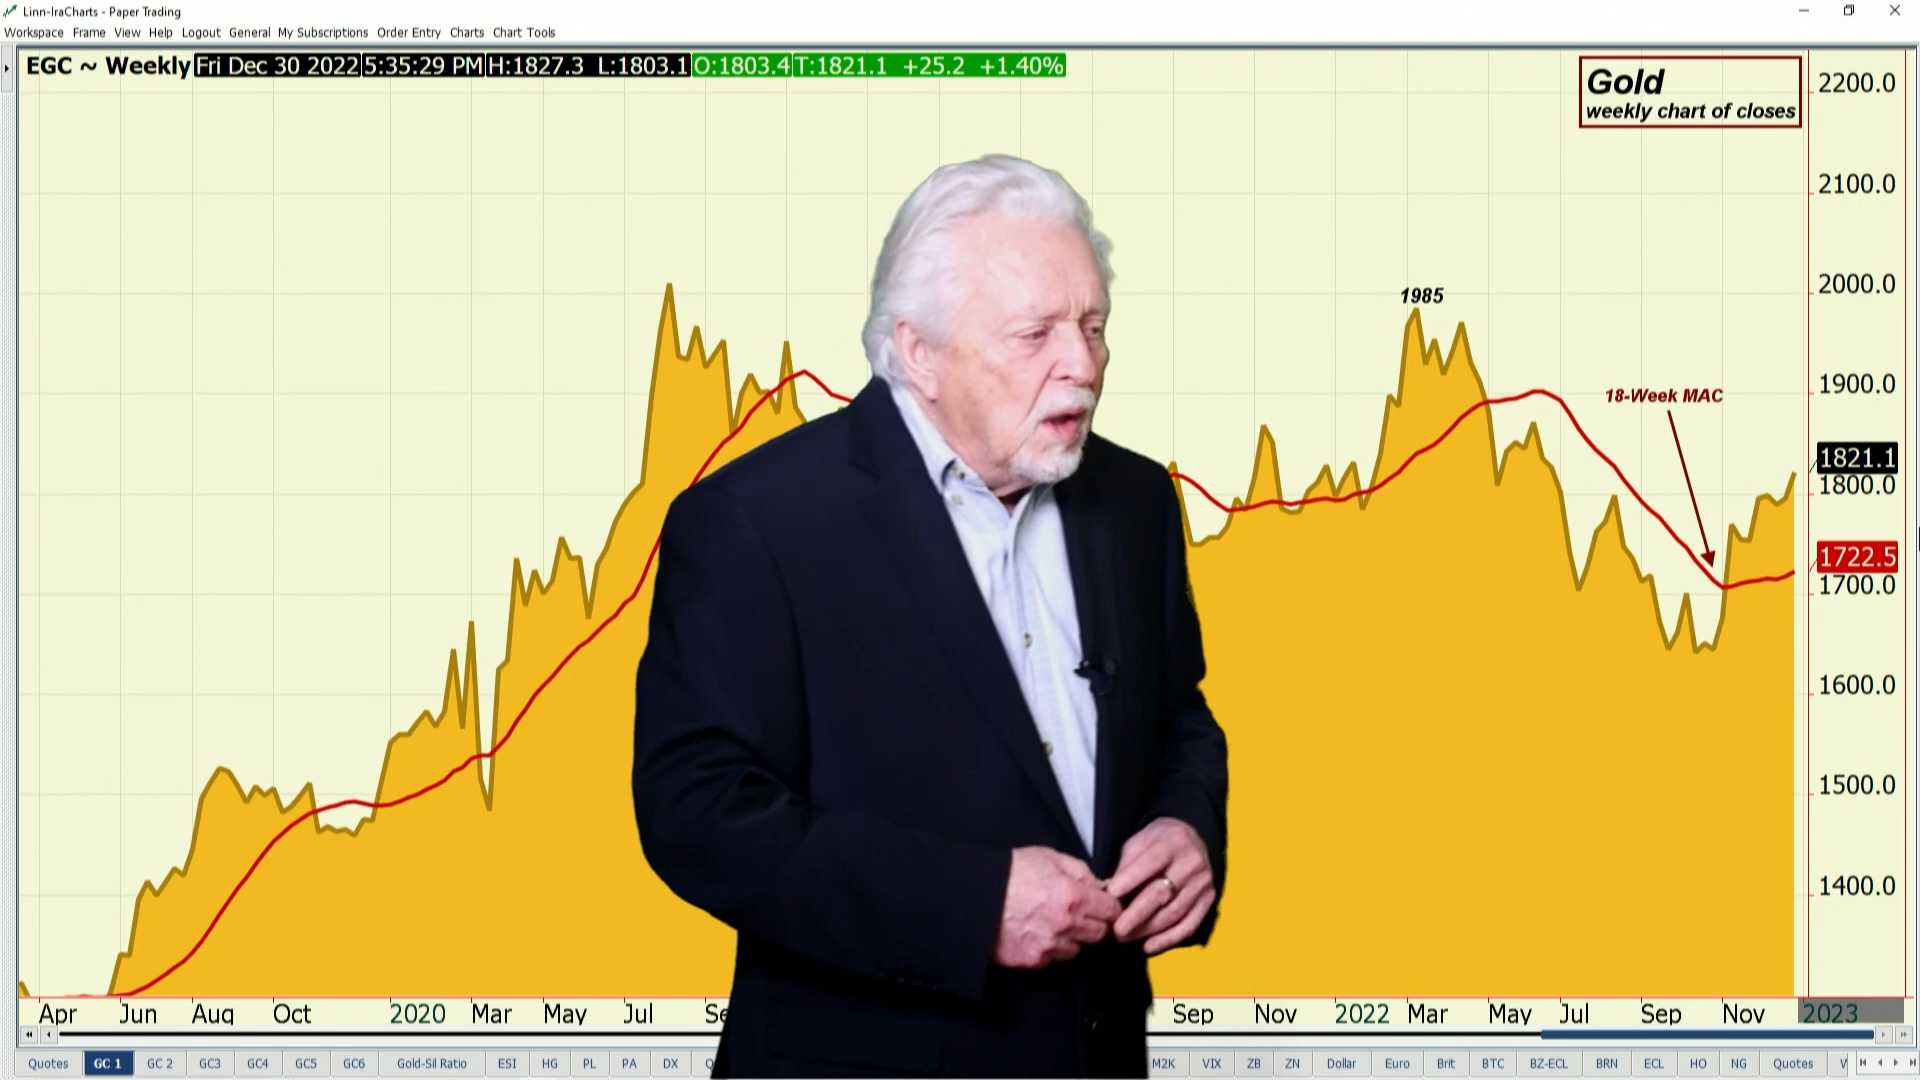 Linn-IraCharts - Paper Trading
Workspace Frame View Help Logout General My Subscriptions Order Entry Charts Chart Tools
EGC ~ Weekly Fri Dec 30 2022 5:35:29 PM H:1827.3 L:1803.1 O:1803.4 T:1821.1 +25.2 +1.40%
Gold
weekly chart of closes
2200.0
2100.0
2000.0
1985
1900.0
18-Week MAC
1821.1
1800.0
1722.5
1700.0
1600.0
1500.0
1400.0
Apr Jun Aug Oct 2020 Mar May Jul Sep Nov 2022 Mar May Jul Sep Nov 2023
Quotes GC 1 GC 2 GC3 GC4 GC5 GC6 Gold-Sil Ratio ESI HG PL PA DX M2K VIX ZB ZN Dollar Euro Brit BTC BZ-ECL BRN ECL HO NG Quotes